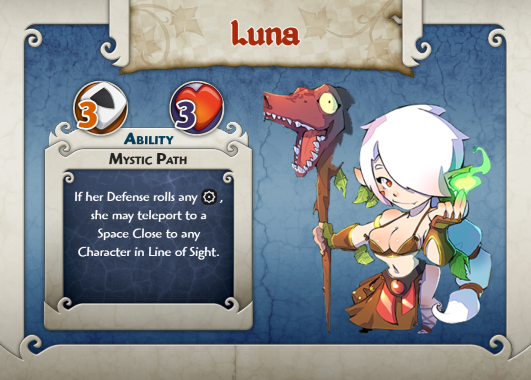 Luna
3 3
Ability
Mystic Path
If her Defense rolls any ,
she may teleport to a
Space Close to any
Character in Line of Sight.